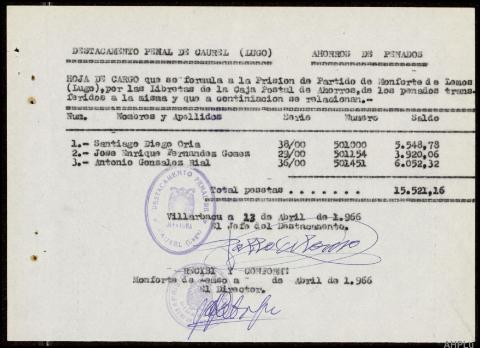 DESTACAMENTO PENAL DE CAUREL (LUGO) AHORROS DE PENADOS
HOJA DE CARGO que se formula a la Prision de Partido de Monforte de Lemos
(Lugo), por las Libretas de la Caja Postal de Ahorros, de los penados trans-
feridos a la misma y que a continiacion se relacionan.-
Num. Nombres y Apellidos Serie Numero Saldo
1.- Santiago Diego Oria 38/00 501000 5.548,78
2.- Jose Enrique Fernandez Gomez 29/00 501154 3.920,06
3.- Antonio Gonzalez Rial 36/00 501451 6.052,32
Total pesetas . . . . . . . 15.521,16
DESTACAMENTO PENAL
CAUREL (Lugo)
Villarbacu a 13 de Abril de 1.966
El Jefe del Destacamento.
RECIBI Y CONFORME:
Monforte de Lemos a de Abril de 1.966
El Director.